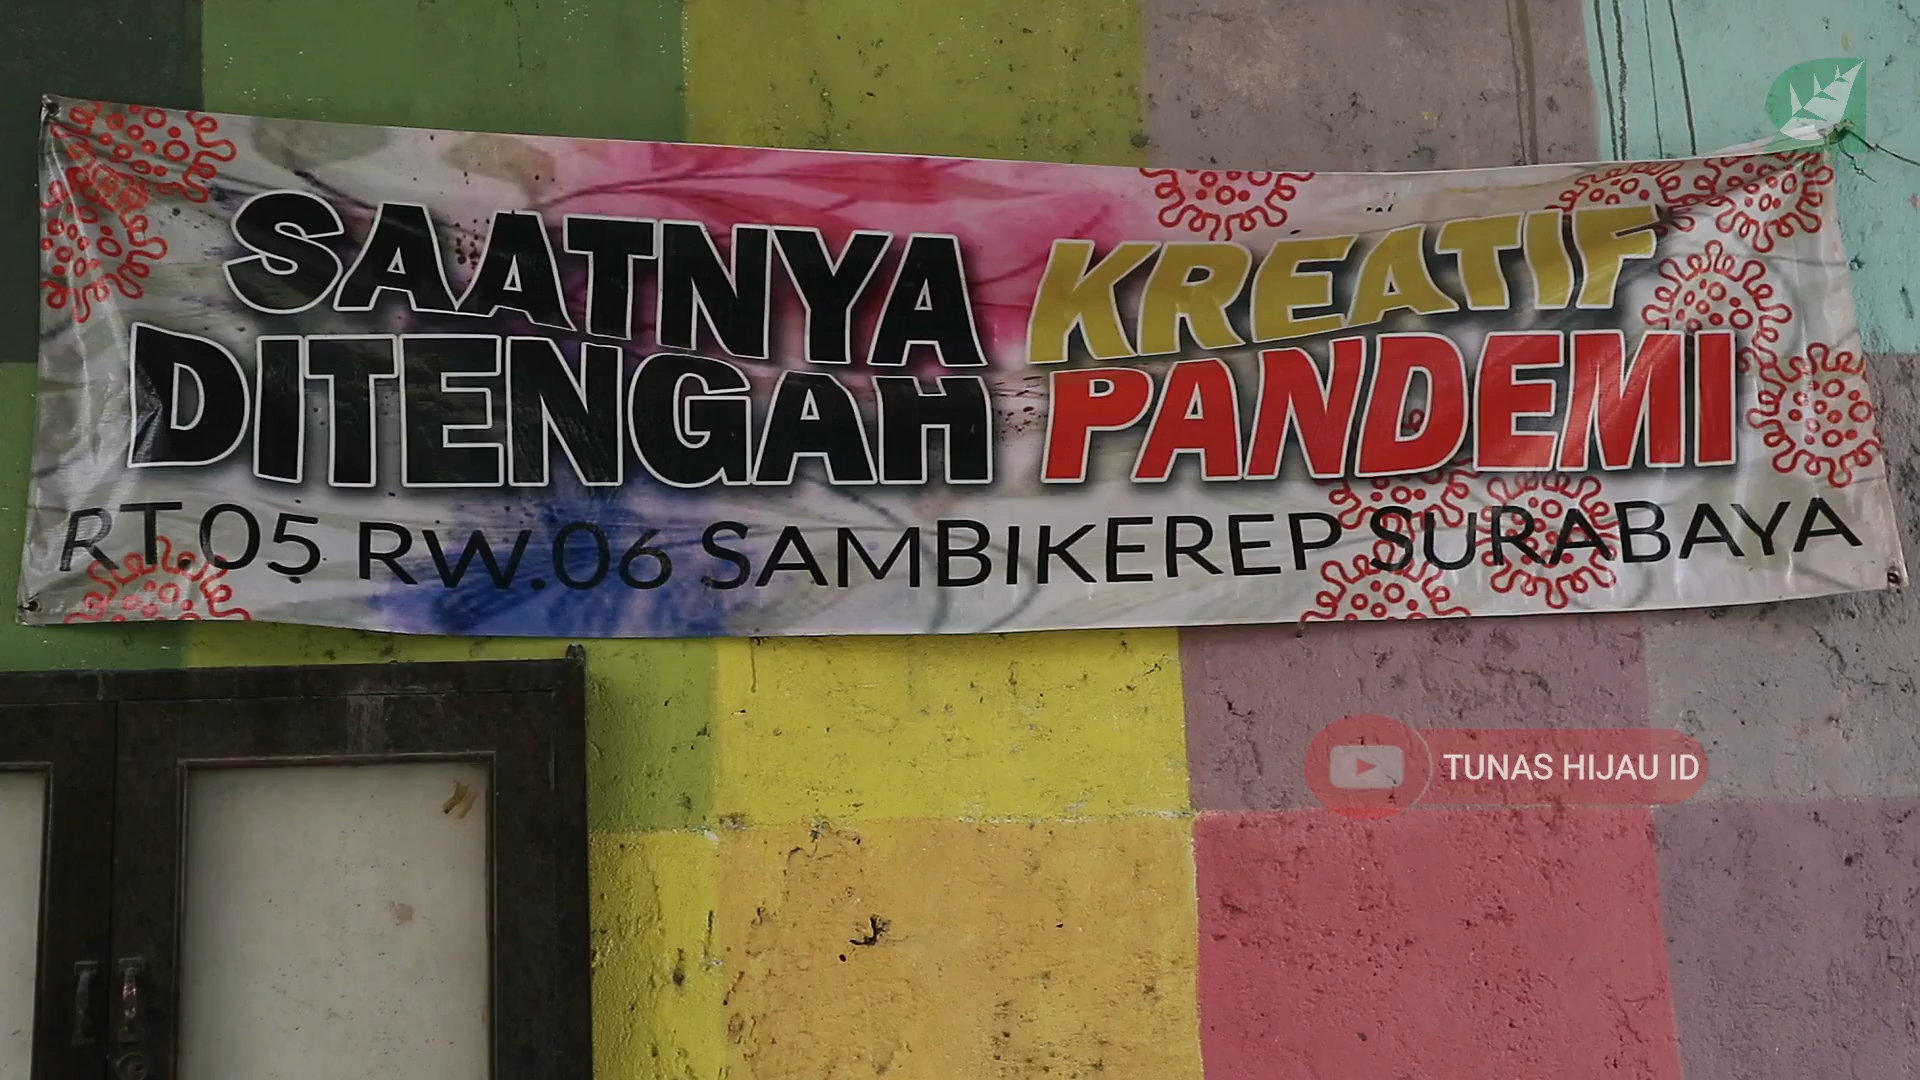 SAATNYA KREATIF
DITENGAH PANDEMI
RT.05 RW.06 SAMBIKEREP SURABAYA
TUNAS HIJAU ID